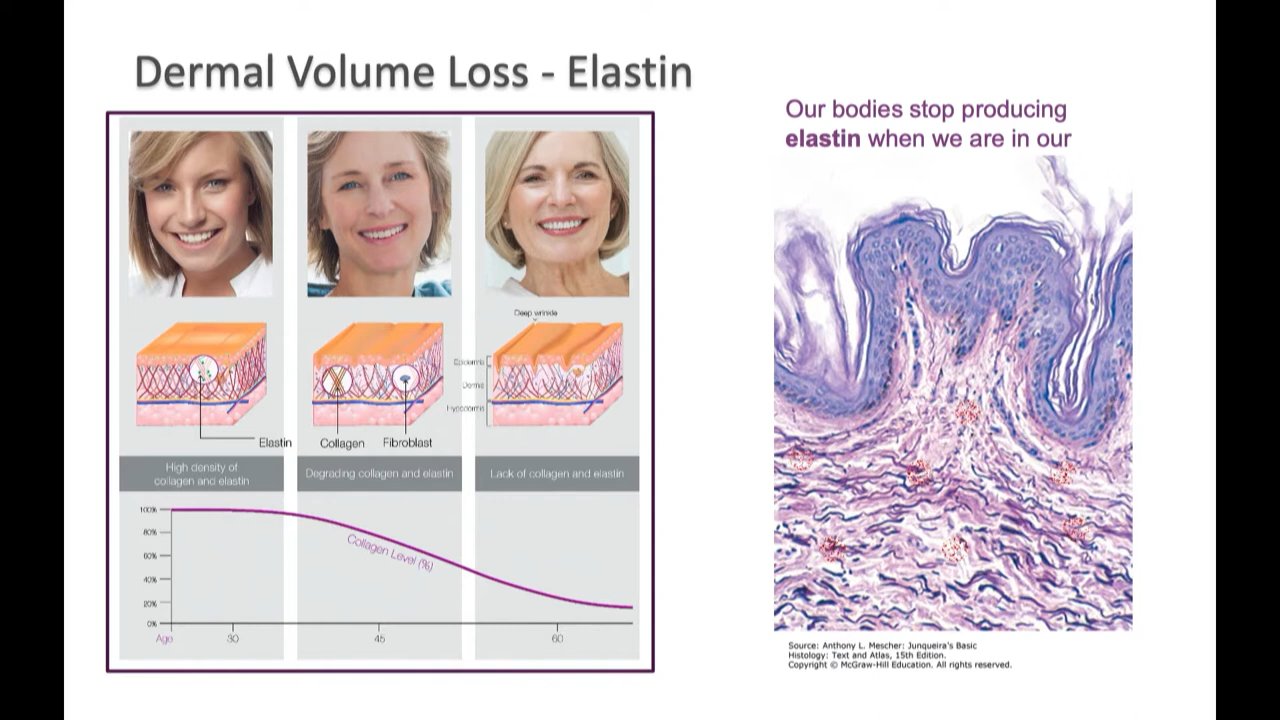 Dermal Volume Loss - Elastin
Our bodies stop producing
elastin when we are in our
Deep wrinkle
Epidermis
Dermis
Hypodermis
Elastin
Collagen
Fibroblast
High density of
collagen and elastin
Degrading collagen and elastin
Lack of collagen and elastin
100%
80%
60%
40%
20%
0%
Collagen Level (%)
Age
30
45
60
Source: Anthony L. Mescher: Junqueira's Basic
Histology: Text and Atlas, 15th Edition.
Copyright © McGraw-Hill Education. All rights reserved.